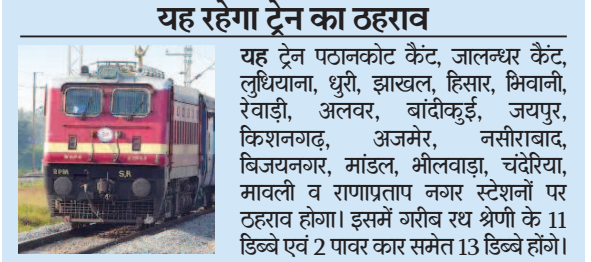 यह रहेगा ट्रेन का ठहराव
यह ट्रेन पठानकोट कैंट, जालन्धर कैंट,
लुधियाना, धुरी, झाखल, हिसार, भिवानी,
रेवाड़ी, अलवर, बांदीकुई, जयपुर,
किशनगढ़, अजमेर, नसीराबाद,
बिजयनगर, मांडल, भीलवाड़ा, चंदेरिया,
मावली व राणाप्रताप नगर स्टेशनों पर
ठहराव होगा। इसमें गरीब रथ श्रेणी के 11
डिब्बे एवं 2 पावर कार समेत 13 डिब्बे होंगे।